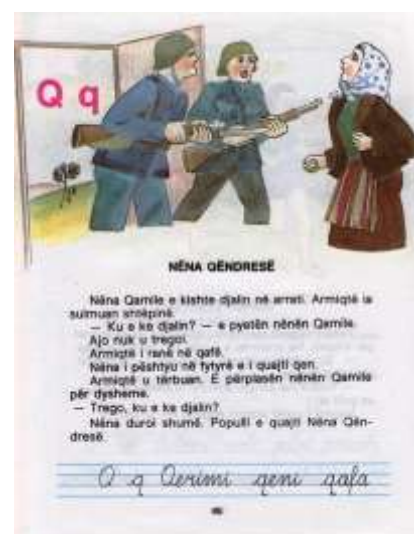 Q q
NËNA QËNDRESË
Nëna Qamile e kishte djalin në arrati. Armiqtë ia
sulmuan shtëpinë.
— Ku e ke djalin? — e pyetën nënën Qamile.
Ajo nuk u tregoi.
Armiqtë i ranë në qafë.
Nëna i pështyu në fytyrë e i quajti qen.
Armiqtë u tërbuan. E përplasën nënën Qamile
për dysheme.
— Trego, ku e ke djalin?
Nëna duroi shumë. Populli e quajti Nëna Qën-
dresë.
Q q Qerimi qeni qafa